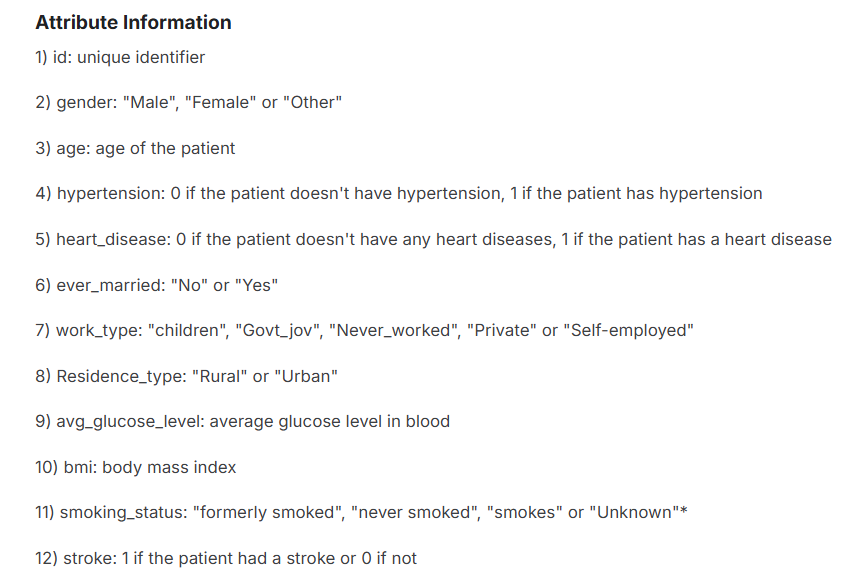 Attribute Information
1) id: unique identifier
2) gender: "Male", "Female" or "Other"
3) age: age of the patient
4) hypertension: 0 if the patient doesn't have hypertension, 1 if the patient has hypertension
5) heart_disease: 0 if the patient doesn't have any heart diseases, 1 if the patient has a heart disease
6) ever_married: "No" or "Yes"
7) work_type: "children", "Govt_jov", "Never_worked", "Private" or "Self-employed"
8) Residence_type: "Rural" or "Urban"
9) avg_glucose_level: average glucose level in blood
10) bmi: body mass index
11) smoking_status: "formerly smoked", "never smoked", "smokes" or "Unknown"*
12) stroke: 1 if the patient had a stroke or 0 if not